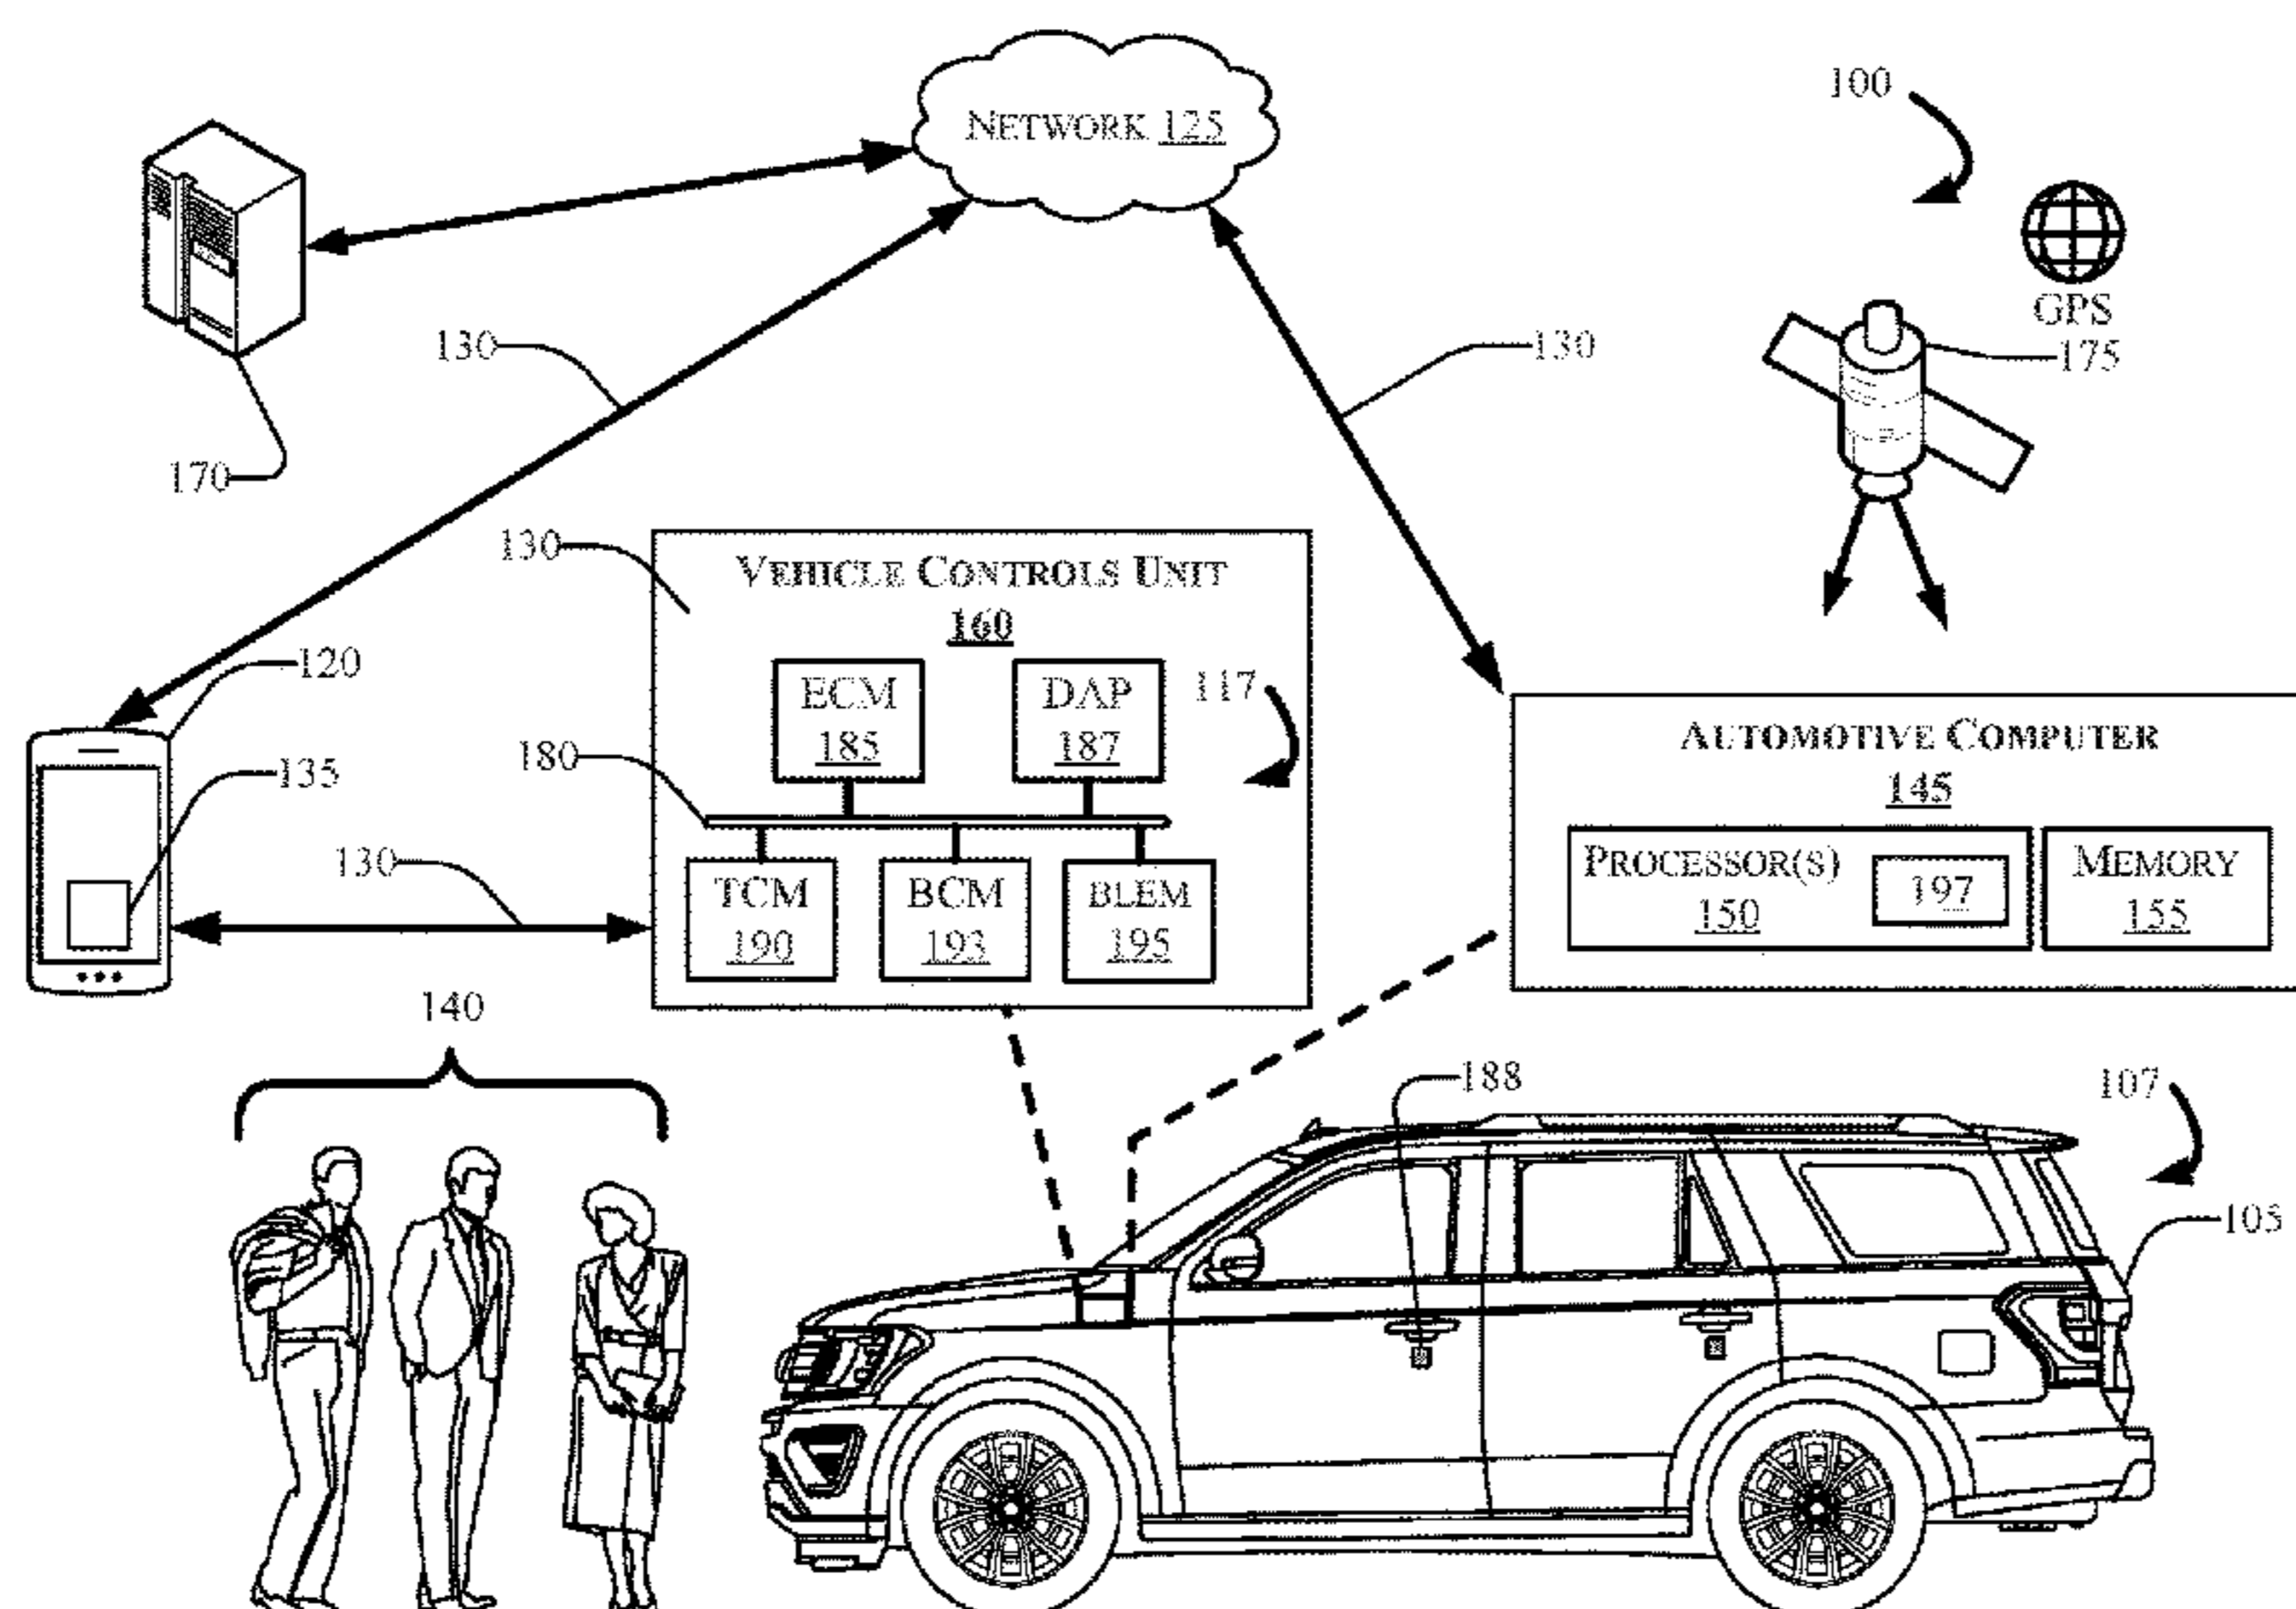 NETWORK 125
100
GPS
175
130
130
170
130
VEHICLE CONTROLS UNIT
160
120
ECM
185
DAP
187
117
180
135
AUTOMOTIVE COMPUTER
145
130
TCM
190
BCM
193
BLEM
195
PROCESSOR(S)
150
197
MEMORY
155
140
188
107
105